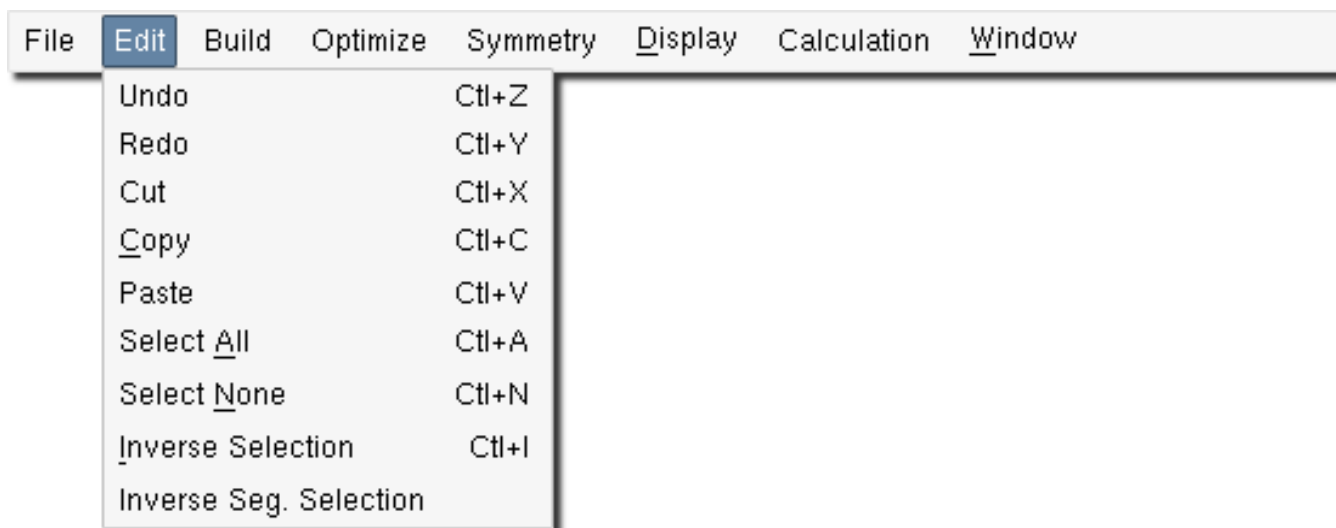 File Edit Build Optimize Symmetry Display Calculation Window
Undo Ctl+Z
Redo Ctl+Y
Cut Ctl+X
Copy Ctl+C
Paste Ctl+V
Select All Ctl+A
Select None Ctl+N
Inverse Selection Ctl+I
Inverse Seg. Selection